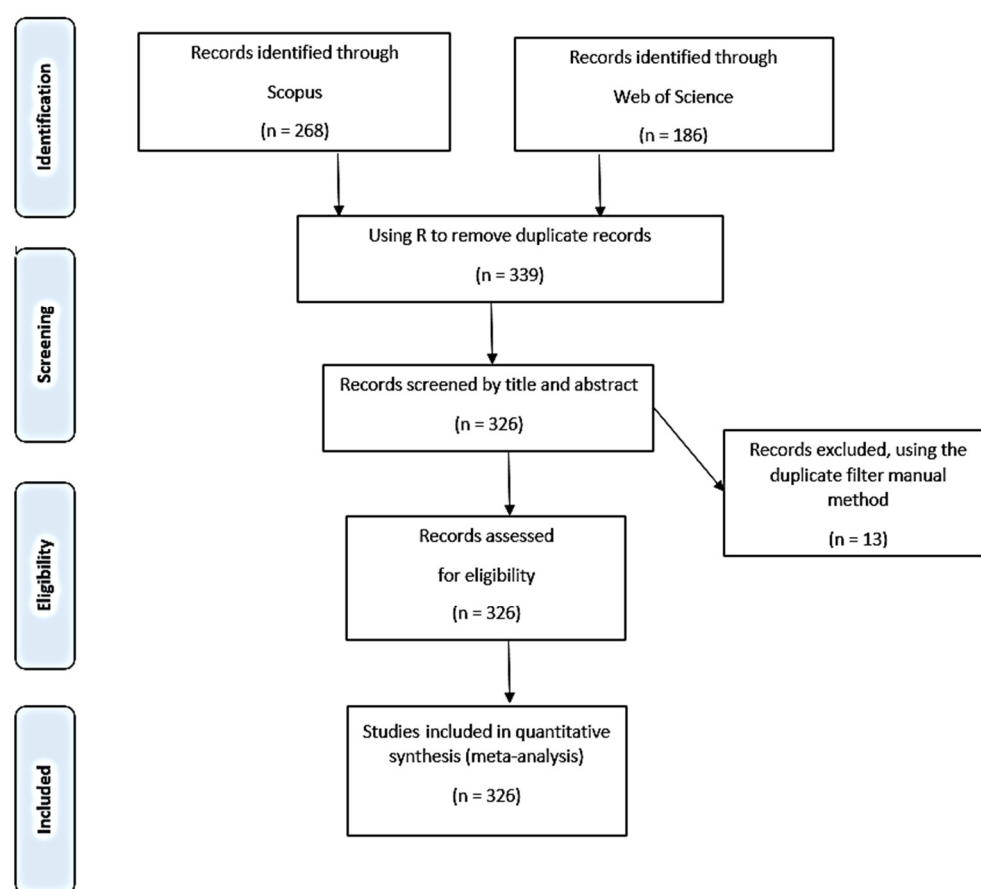 Identification
Records identified through
Scopus
(n = 268)
Records identified through
Web of Science
(n = 186)
Using R to remove duplicate records
(n = 339)
Screening
Records screened by title and abstract
(n = 326)
Records excluded, using the
duplicate filter manual
method
(n = 13)
Eligibility
Records assessed
for eligibility
(n = 326)
Included
Studies included in quantitative
synthesis (meta-analysis)
(n = 326)